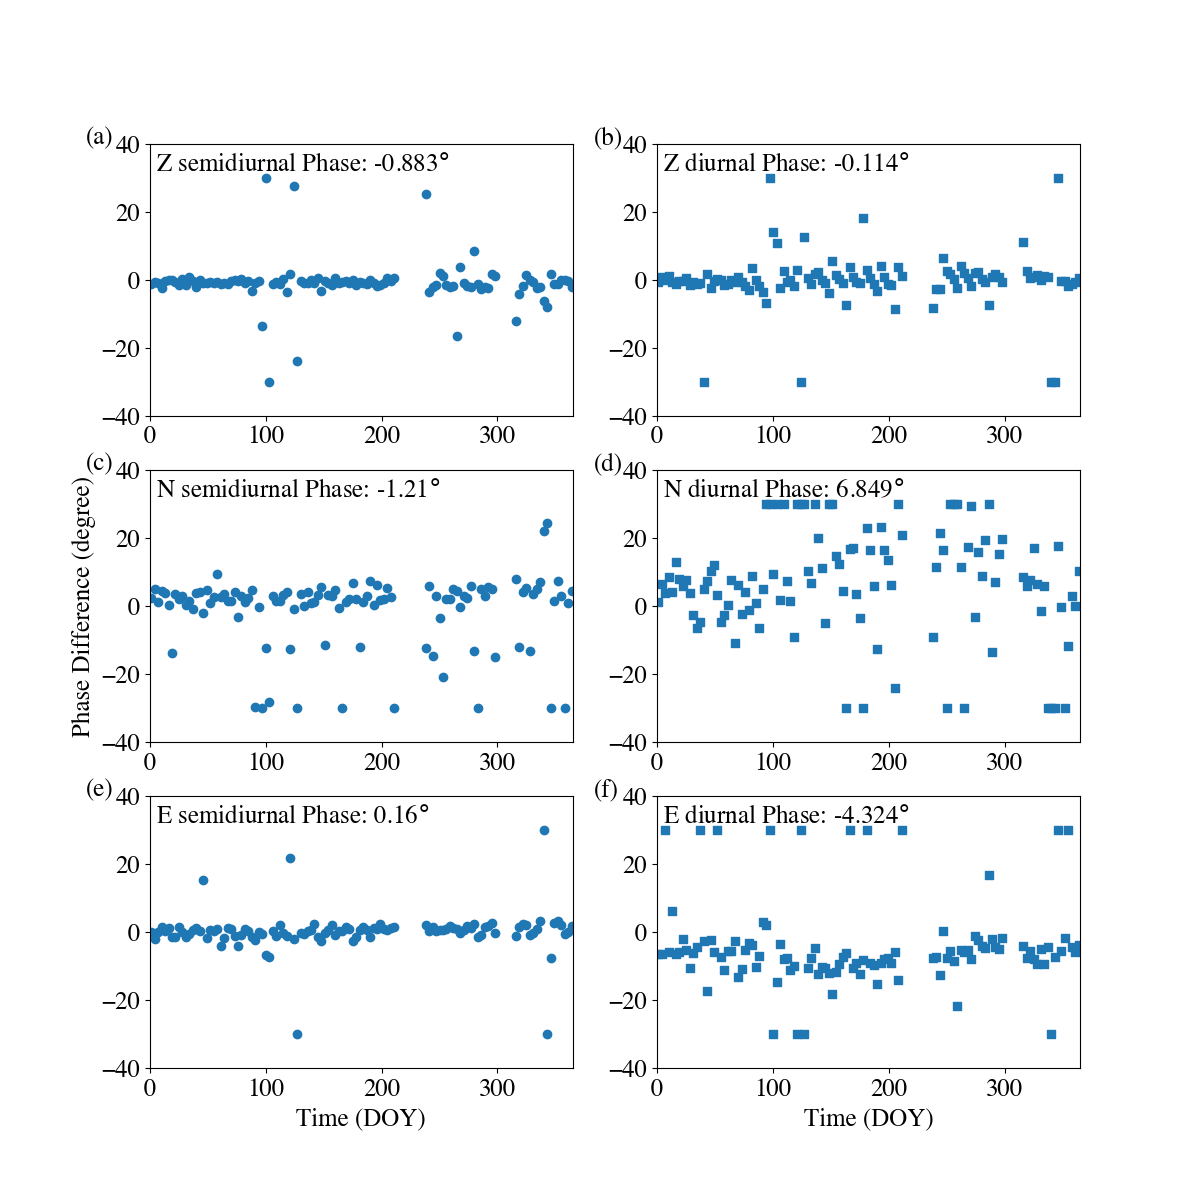 (a)
Z semidiurnal Phase: -0.883°
40
20
0
−20
−40
0 100 200 300
(b)
Z diurnal Phase: -0.114°
40
20
0
−20
−40
0 100 200 300
Phase Difference (degree)
(c)
N semidiurnal Phase: -1.21°
40
20
0
−20
−40
0 100 200 300
(d)
N diurnal Phase: 6.849°
40
20
0
−20
−40
0 100 200 300
(e)
E semidiurnal Phase: 0.16°
40
20
0
−20
−40
0 100 200 300
Time (DOY)
(f)
E diurnal Phase: -4.324°
40
20
0
−20
−40
0 100 200 300
Time (DOY)